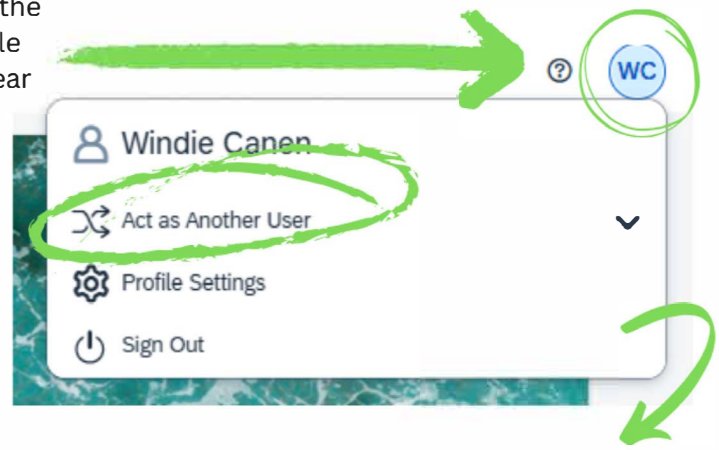 the
le
ear
?
WC
Windie Canen
Act as Another User
Profile Settings
Sign Out